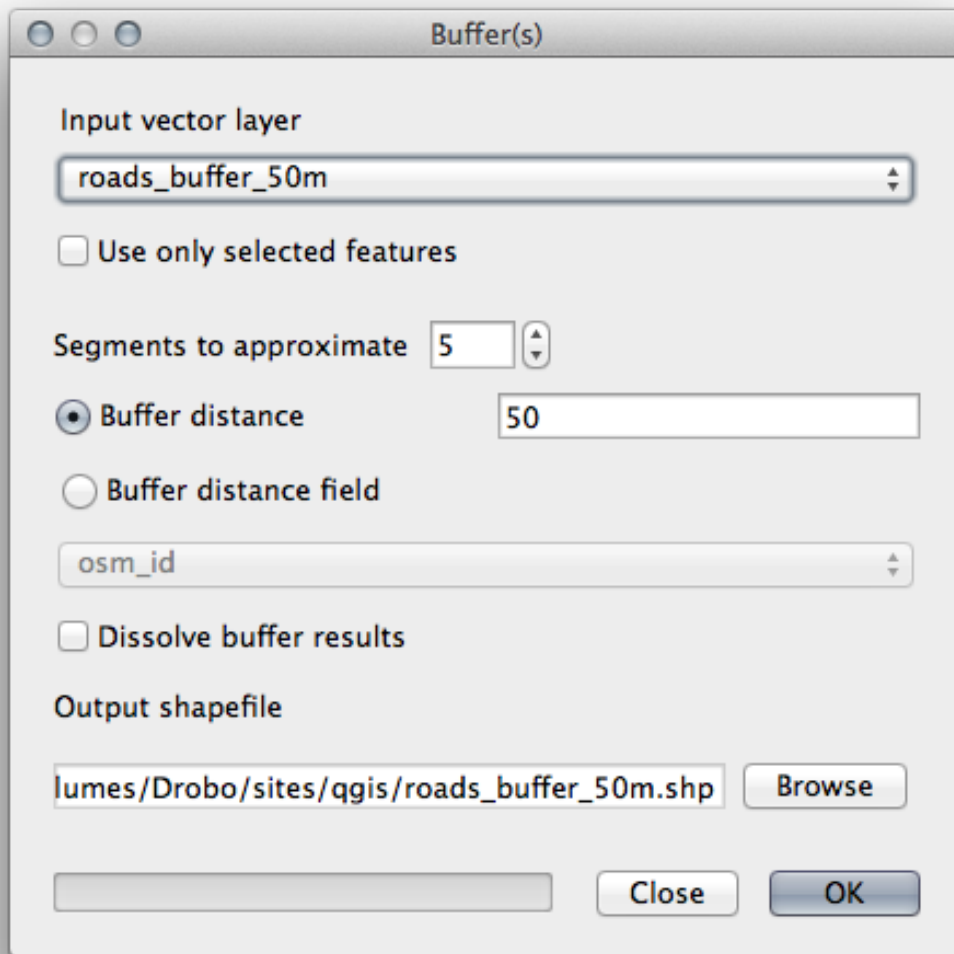 Buffer(s)
Input vector layer
roads_buffer_50m
Use only selected features
Segments to approximate 5
Buffer distance 50
Buffer distance field
osm_id
Dissolve buffer results
Output shapefile
lumes/Drobo/sites/qgis/roads_buffer_50m.shp Browse
Close OK